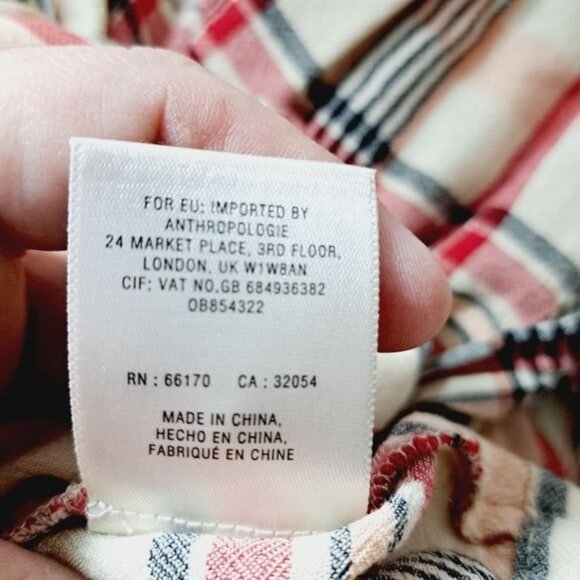 FOR EU: IMPORTED BY
ANTHROPOLOGIE
24 MARKET PLACE, 3RD FLOOR,
LONDON, UK W1W8AN
CIF: VAT NO.GB 684936382
OB854322
RN : 66170 CA : 32054
MADE IN CHINA,
HECHO EN CHINA,
FABRIQUÉ EN CHINE